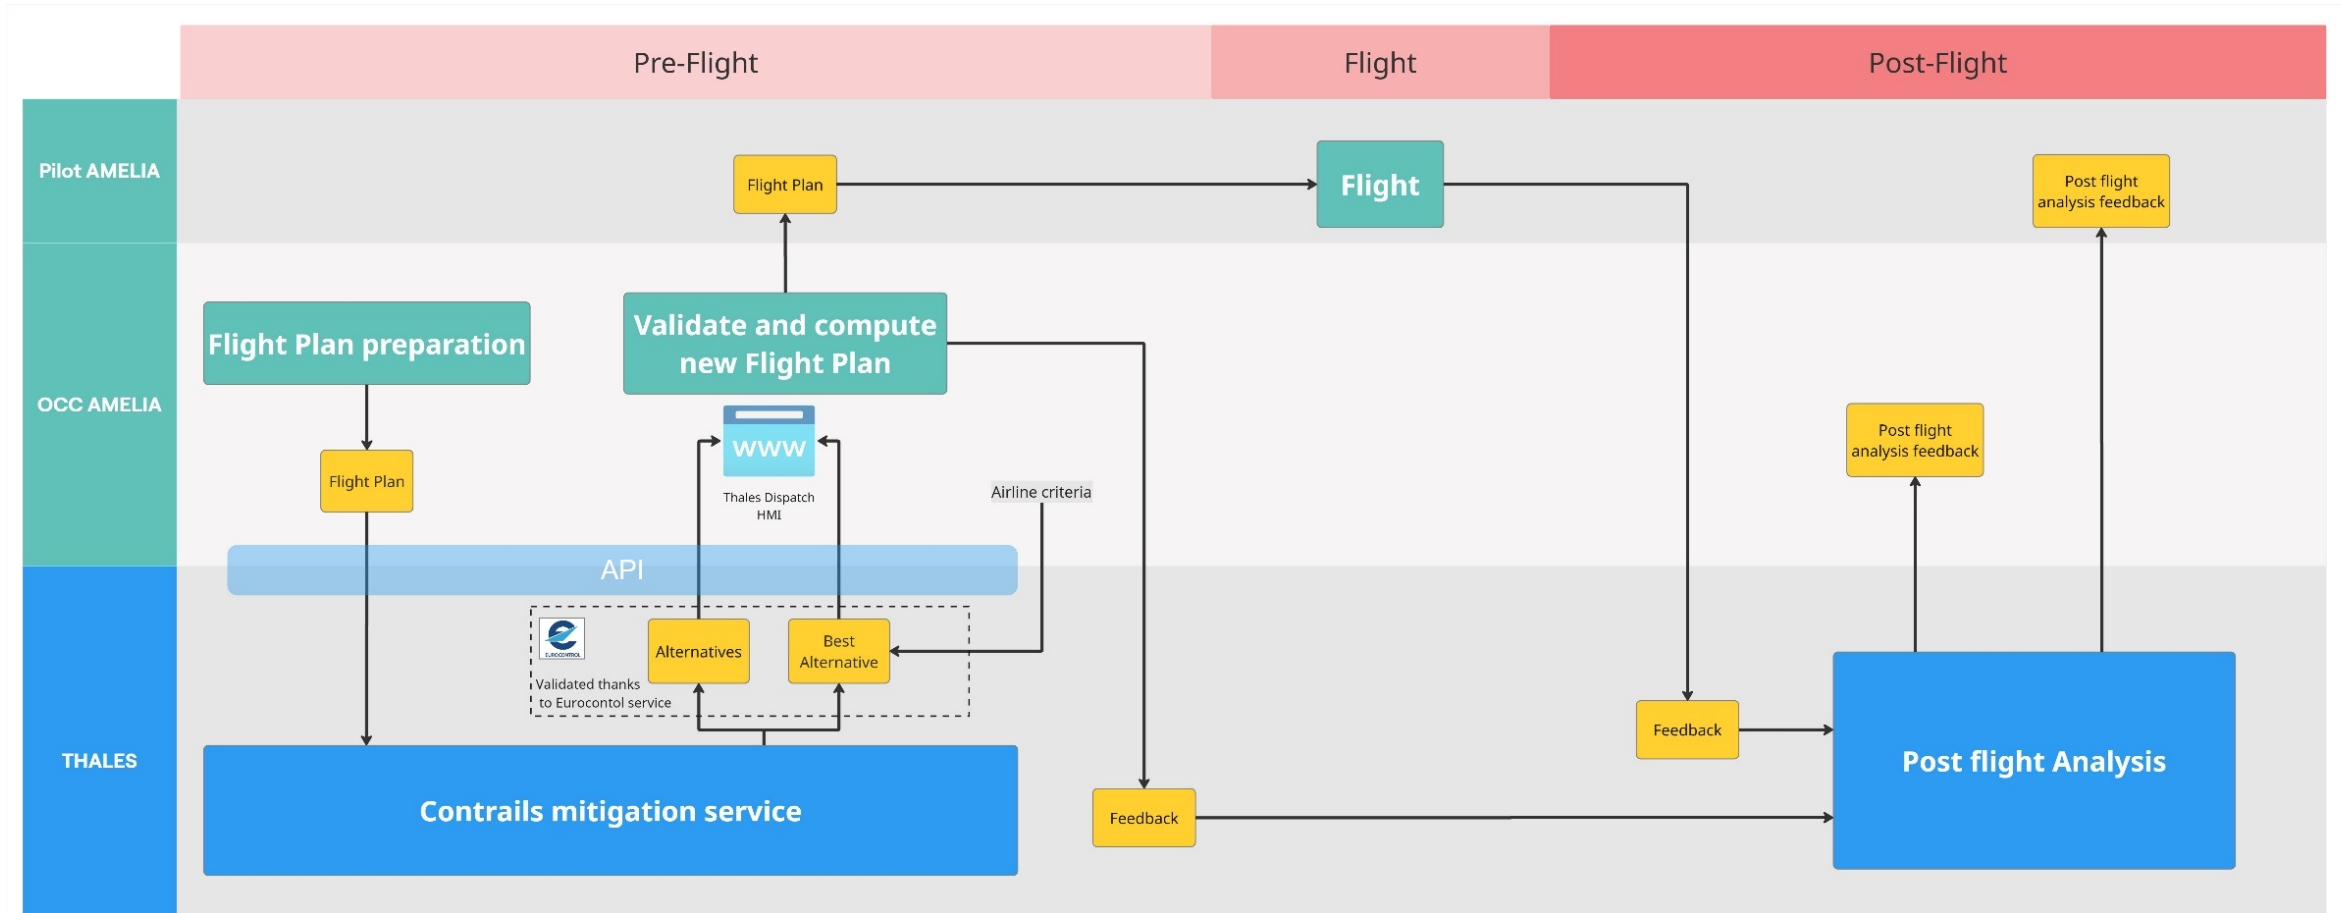 Pre-Flight
Flight
Post-Flight
Pilot AMELIA
Flight Plan
Flight
Post flight
analysis feedback
OCC AMELIA
Flight Plan preparation
Validate and compute
new Flight Plan
www
Thales Dispatch
HMI
Flight Plan
Airline criteria
Post flight
analysis feedback
API
THALES
EUROCONTROL
Validated thanks
to Eurocontol service
Alternatives
Best
Alternative
Contrails mitigation service
Feedback
Feedback
Post flight Analysis